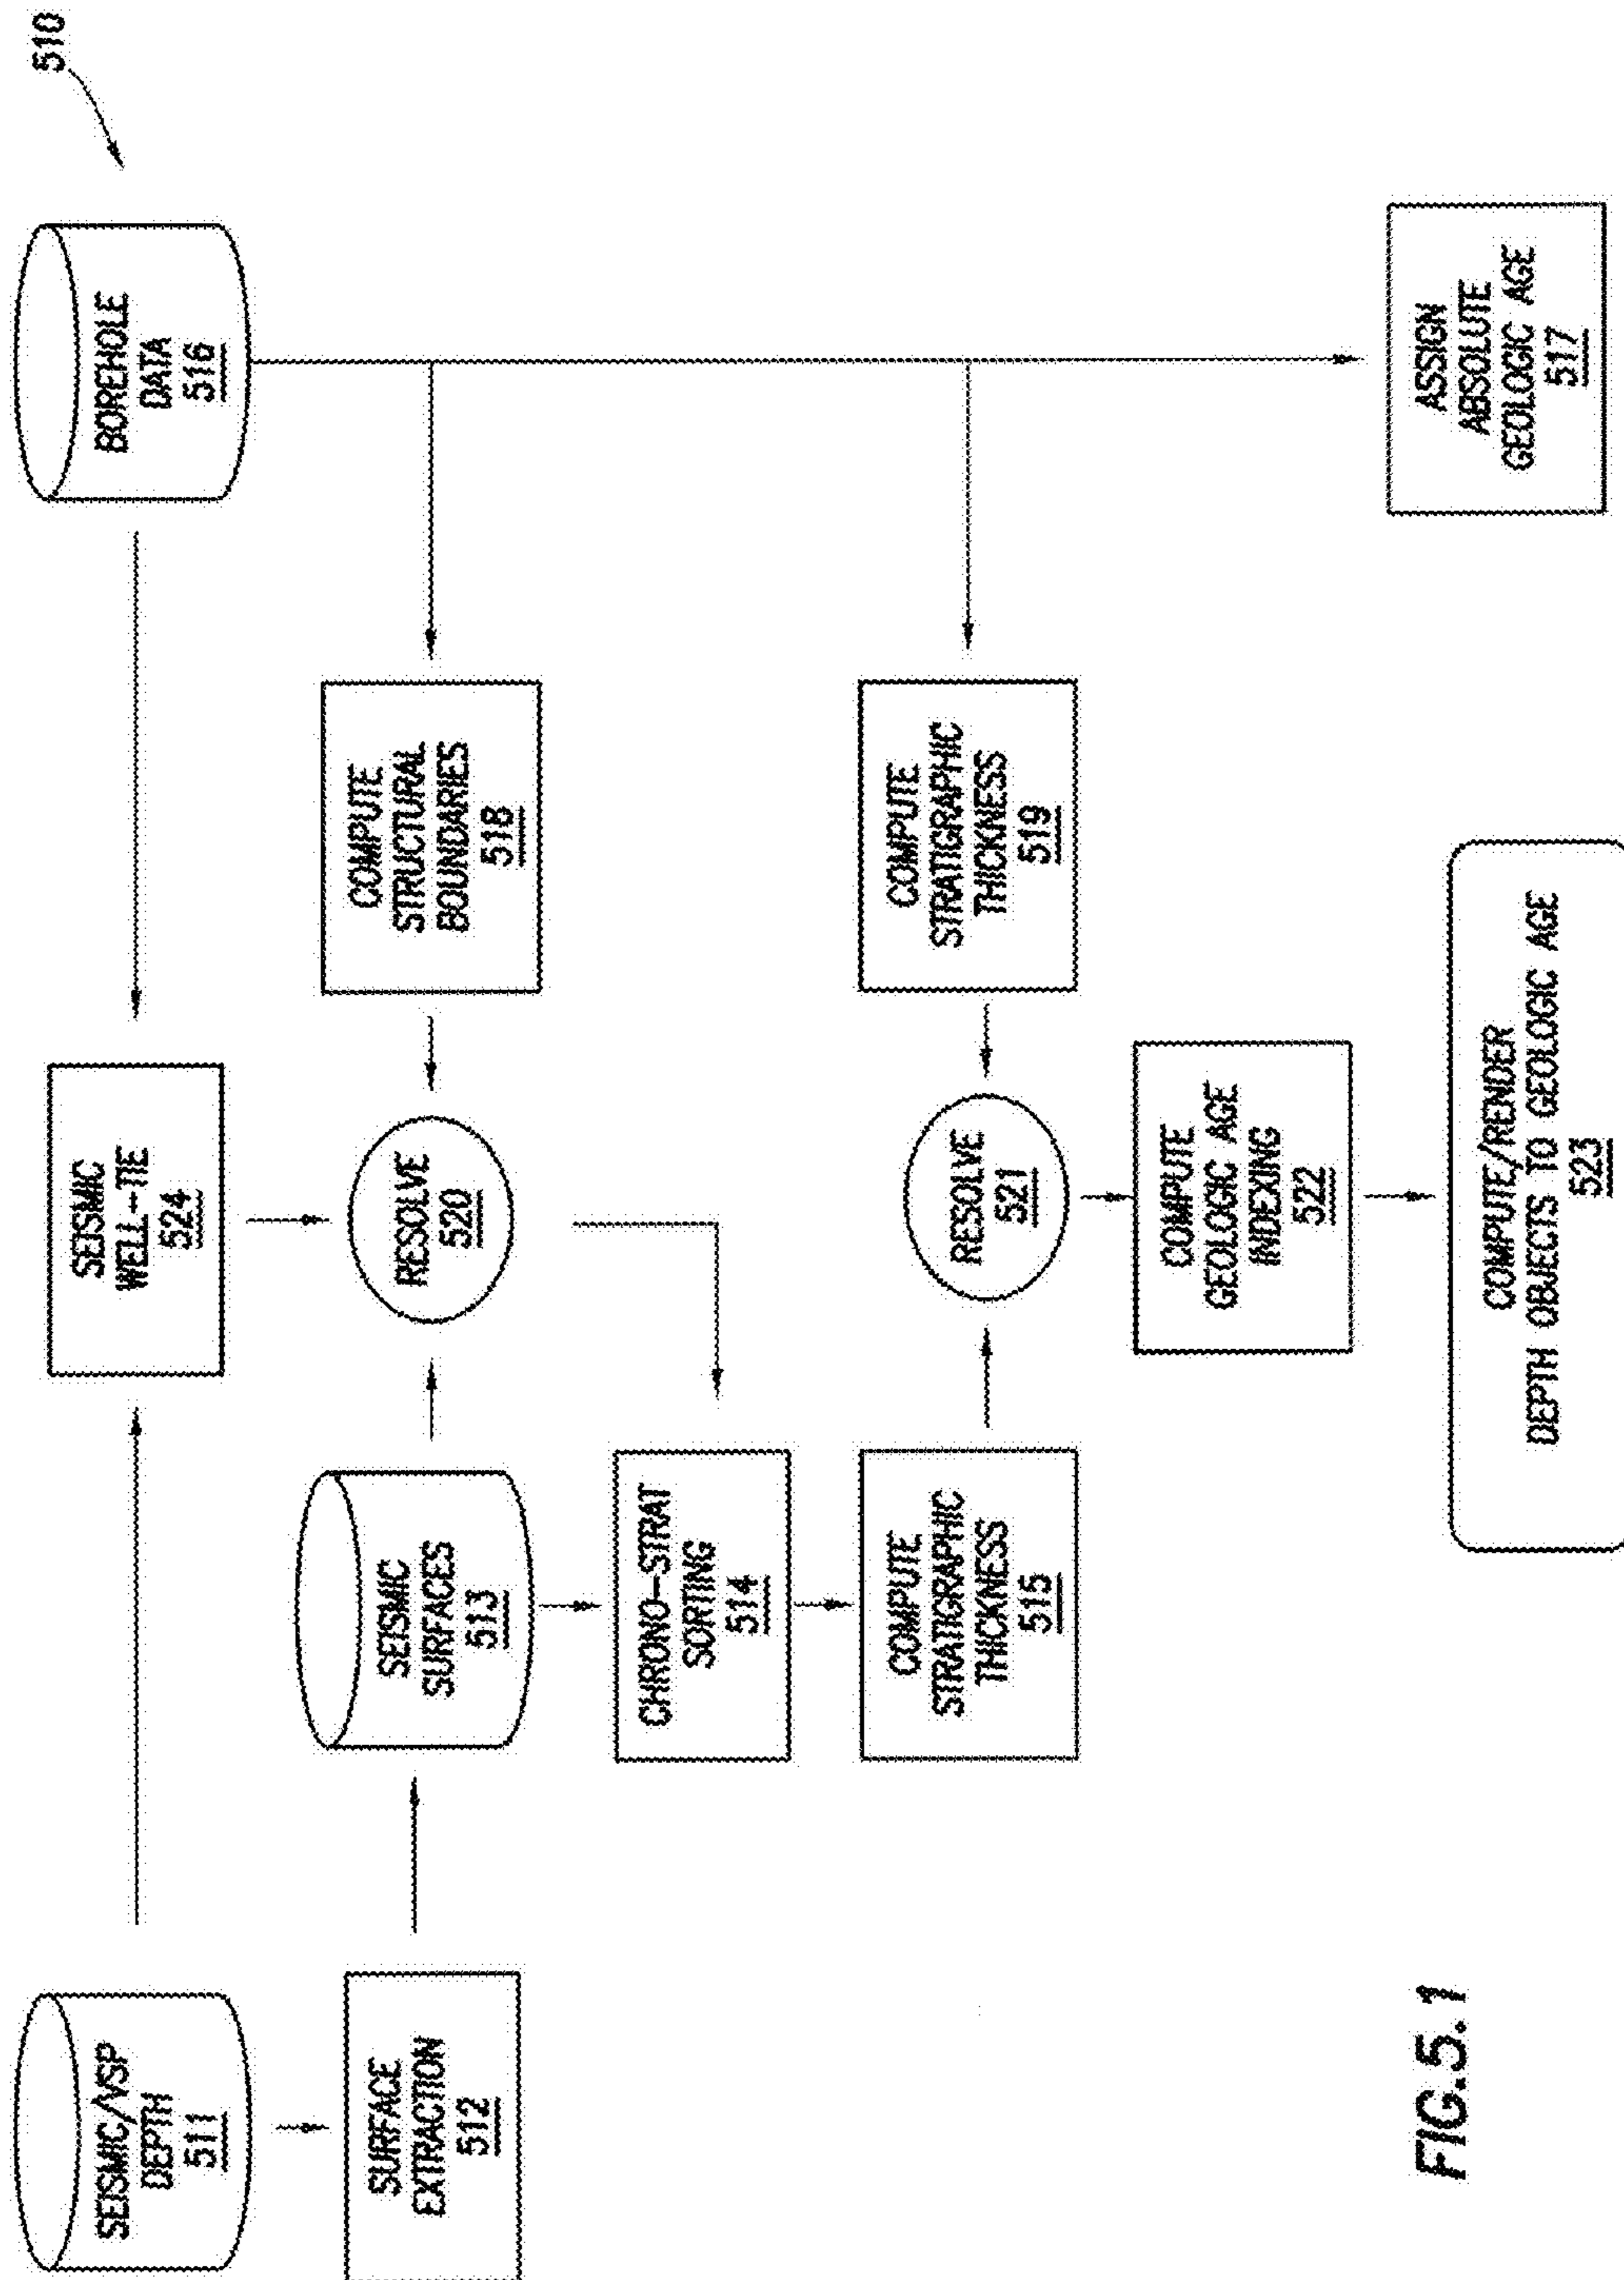 510
SEISMIC/VSP
DEPTH
511
SEISMIC
WELL-TIE
524
BOREHOLE
DATA
516
SURFACE
EXTRACTION
512
SEISMIC
SURFACES
513
RESOLVE
520
COMPUTE
STRUCTURAL
BOUNDARIES
518
CHRONO-STRAT
SORTING
514
COMPUTE
STRATIGRAPHIC
THICKNESS
515
RESOLVE
521
COMPUTE
STRATIGRAPHIC
THICKNESS
519
COMPUTE
GEOLOGIC AGE
INDEXING
522
ASSIGN
ABSOLUTE
GEOLOGIC AGE
517
COMPUTE/RENDER
DEPTH OBJECTS TO GEOLOGIC AGE
523
FIG.5.1